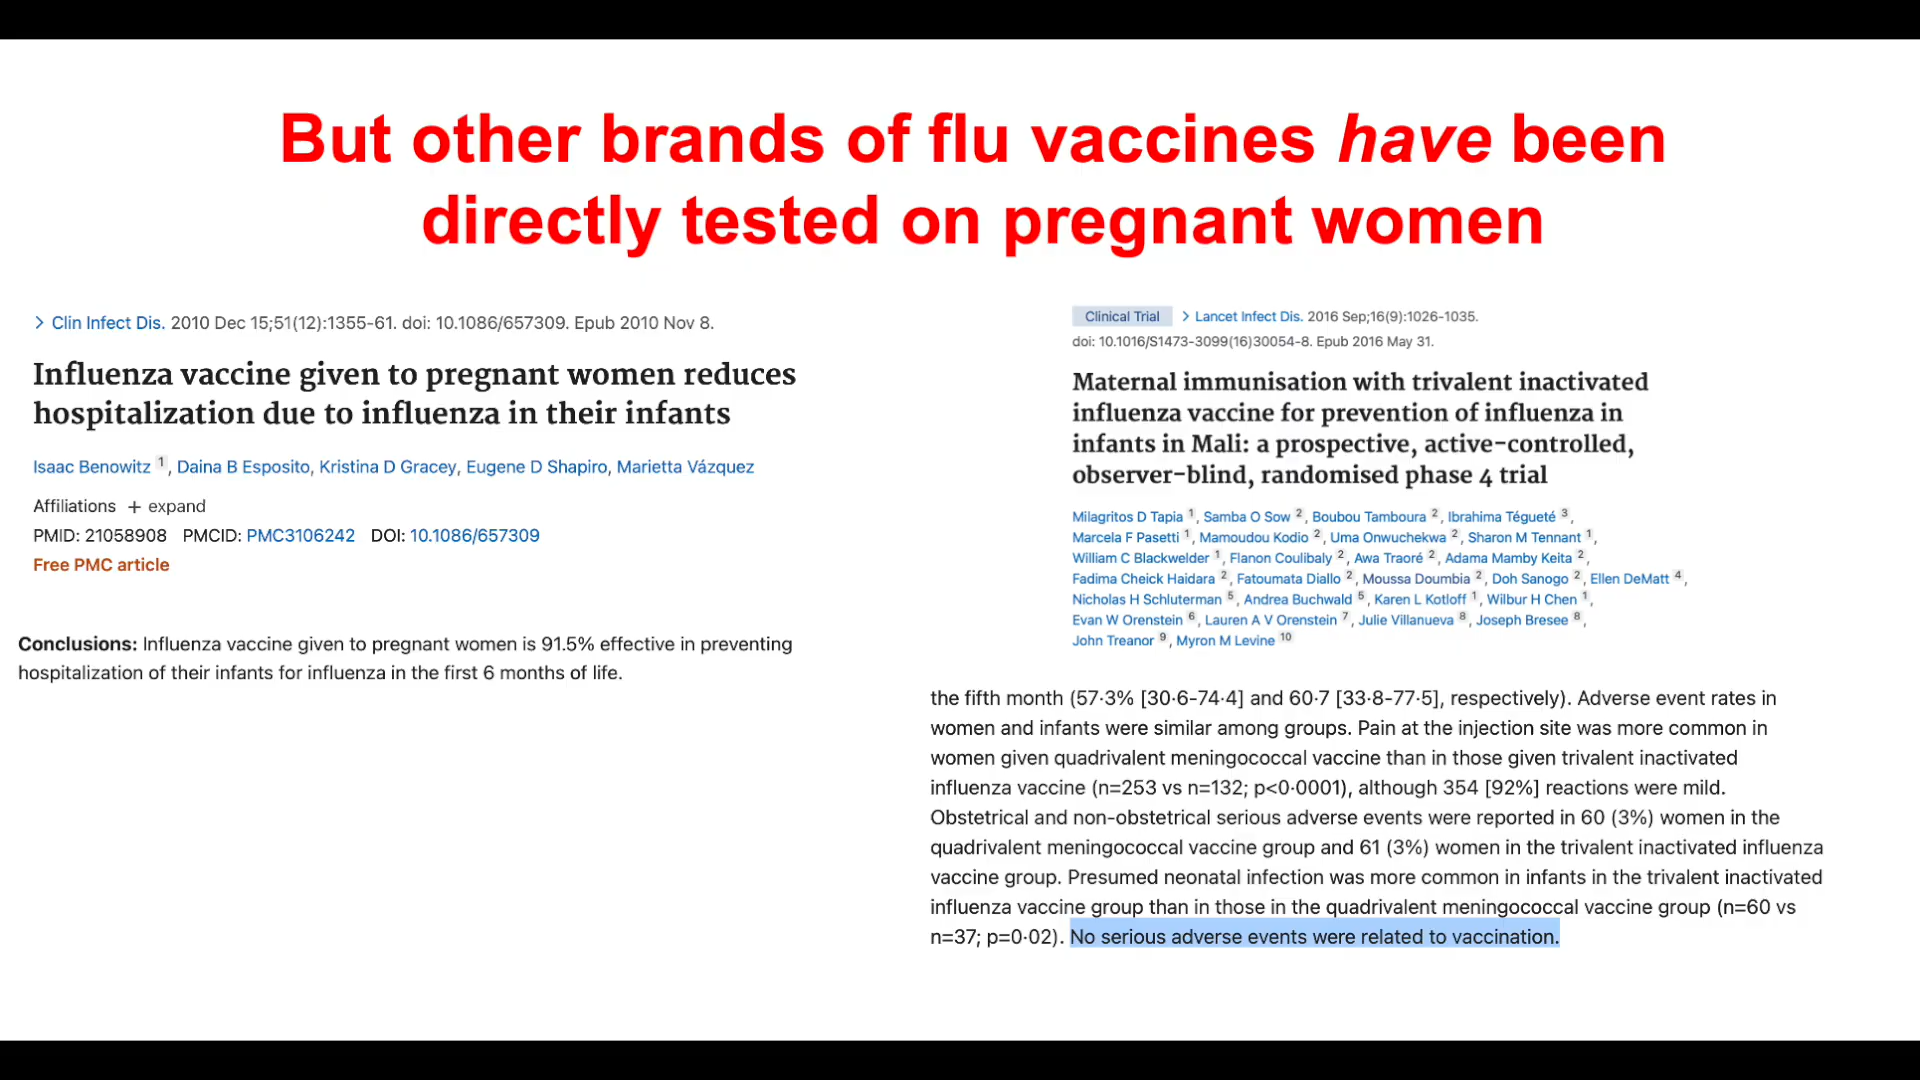 But other brands of flu vaccines have been
directly tested on pregnant women
> Clin Infect Dis. 2010 Dec 15;51(12):1355-61. doi: 10.1086/657309. Epub 2010 Nov 8.
Influenza vaccine given to pregnant women reduces
hospitalization due to influenza in their infants
Isaac Benowitz 1, Daina B Esposito, Kristina D Gracey, Eugene D Shapiro, Marietta Vázquez
Affiliations + expand
PMID: 21058908 PMCID: PMC3106242 DOI: 10.1086/657309
Free PMC article
Conclusions: Influenza vaccine given to pregnant women is 91.5% effective in preventing
hospitalization of their infants for influenza in the first 6 months of life.
Clinical Trial > Lancet Infect Dis. 2016 Sep;16(9):1026-1035.
doi: 10.1016/S1473-3099(16)30054-8. Epub 2016 May 31.
Maternal immunisation with trivalent inactivated
influenza vaccine for prevention of influenza in
infants in Mali: a prospective, active-controlled,
observer-blind, randomised phase 4 trial
Milagritos D Tapia 1, Samba O Sow 2, Boubou Tamboura 2, Ibrahima Téguété 3,
Marcela F Pasetti 1, Mamoudou Kodio 2, Uma Onwuchekwa 2, Sharon M Tennant 1,
William C Blackwelder 1, Flanon Coulibaly 2, Awa Traoré 2, Adama Mamby Keita 2,
Fadima Cheick Haidara 2, Fatoumata Diallo 2, Moussa Doumbia 2, Doh Sanogo 2, Ellen DeMatt 4,
Nicholas H Schluterman 5, Andrea Buchwald 5, Karen L Kotloff 1, Wilbur H Chen 1,
Evan W Orenstein 6, Lauren A V Orenstein 7, Julie Villanueva 8, Joseph Bresee 8,
John Treanor 9, Myron M Levine 10
the fifth month (57·3% [30·6-74·4] and 60·7 [33·8-77·5], respectively). Adverse event rates in
women and infants were similar among groups. Pain at the injection site was more common in
women given quadrivalent meningococcal vaccine than in those given trivalent inactivated
influenza vaccine (n=253 vs n=132; p<0·0001), although 354 [92%] reactions were mild.
Obstetrical and non-obstetrical serious adverse events were reported in 60 (3%) women in the
quadrivalent meningococcal vaccine group and 61 (3%) women in the trivalent inactivated influenza
vaccine group. Presumed neonatal infection was more common in infants in the trivalent inactivated
influenza vaccine group than in those in the quadrivalent meningococcal vaccine group (n=60 vs
n=37; p=0·02). No serious adverse events were related to vaccination.